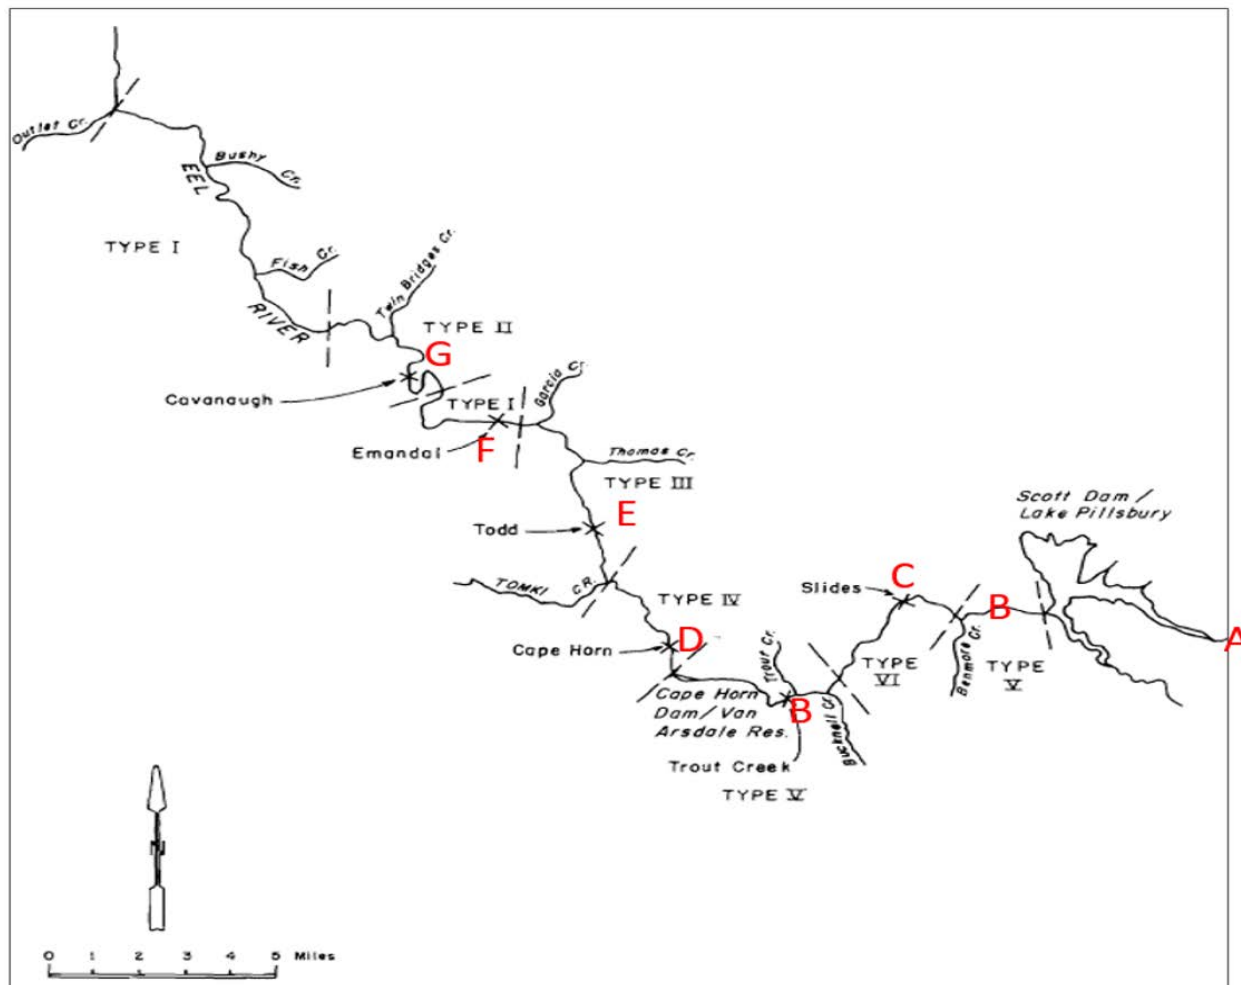 Outlet Cr.
Bushy
Cr.
EEL
TYPE I
Fish Cr.
RIVER
Twin Bridges Cr.
TYPE II
G
Cavanaugh
Garcia Cr.
TYPE I
Emandal
F
Thomas Cr.
TYPE III
Scott Dam/
Lake Pillsbury
E
Todd
C
Slides
TOMKI CR.
TYPE IV
B
A
D
Cape Horn
Trout Cr.
TYPE
VI
Benmore Cr.
TYPE
V
Cape Horn
Dam/Van
Arsdale Res.
B
Bucknell Cr.
Trout Creek
TYPE V
N
0 1 2 3 4 5 Miles